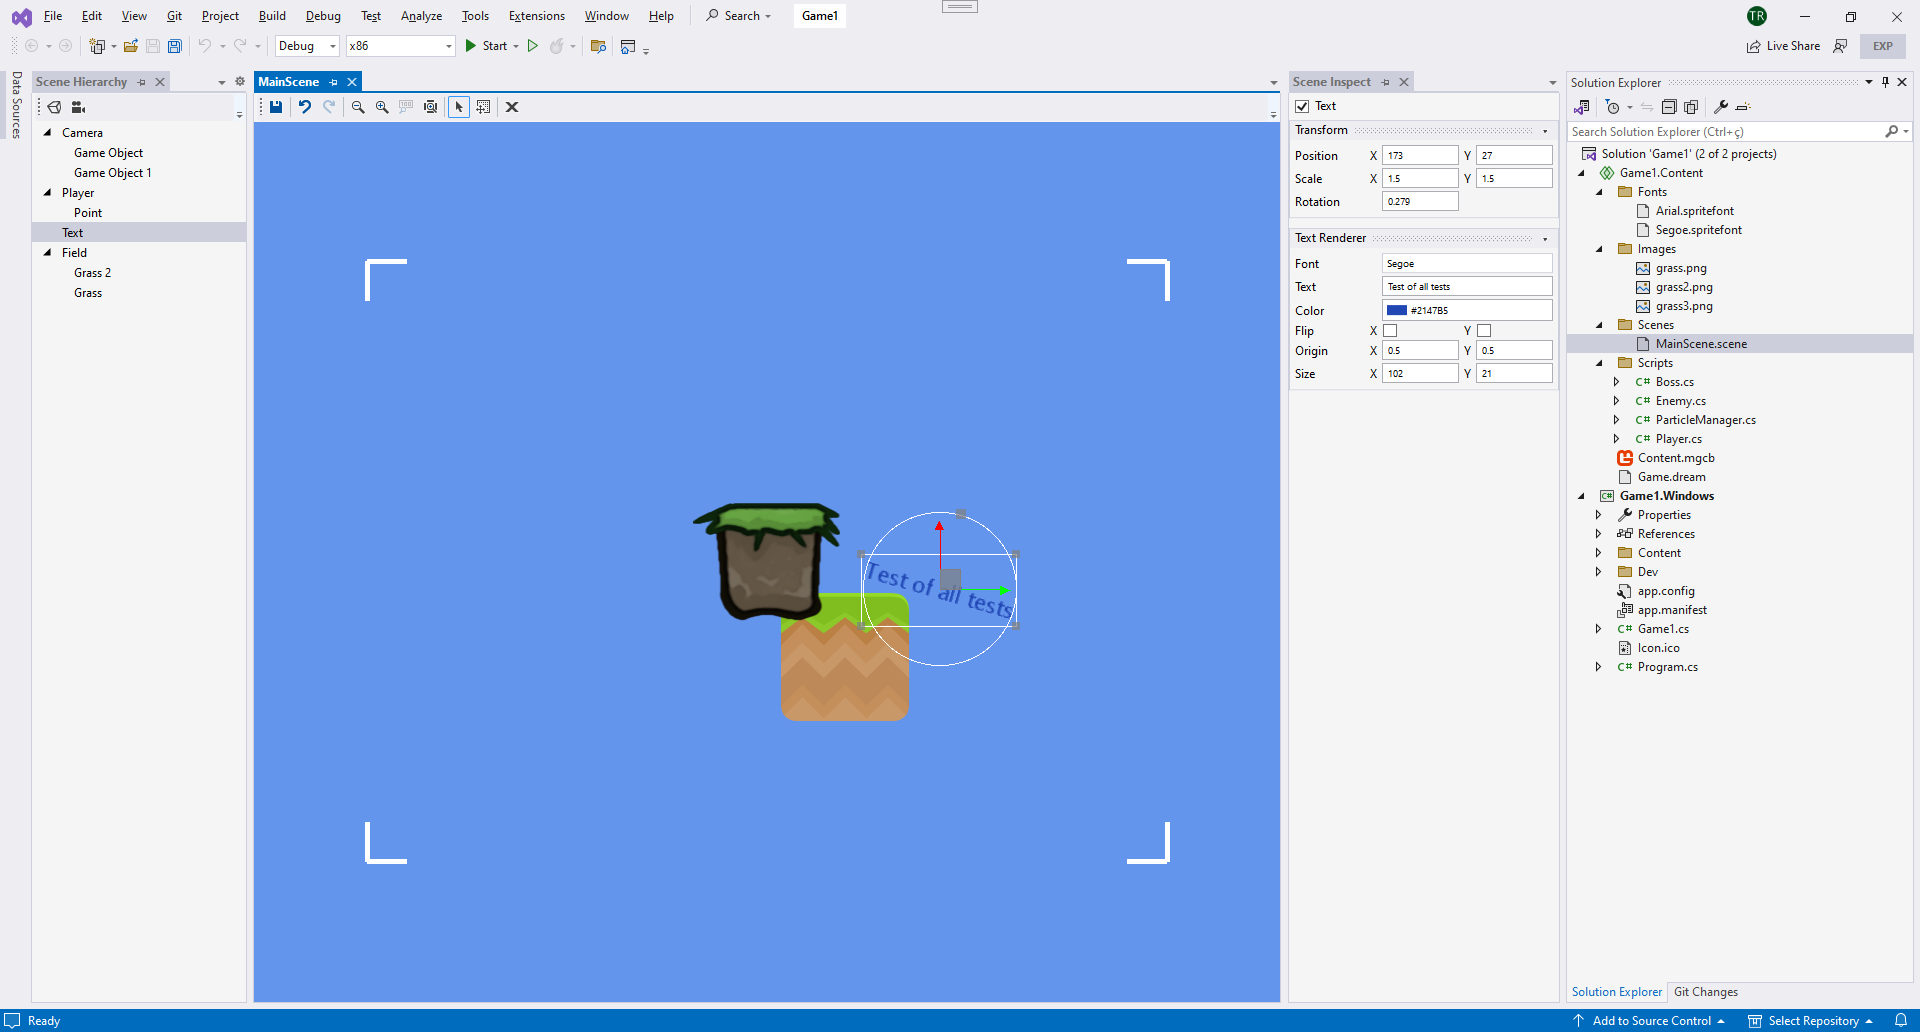 File Edit View Git Project Build Debug Test Analyze Tools Extensions Window Help Search Game1 TR
Debug x86 Start Live Share EXP
Data Sources
Scene Hierarchy
Camera
Game Object
Game Object 1
Player
Point
Text
Field
Grass 2
Grass
MainScene
Test of all tests
Scene Inspect
Text
Transform
Position X 173 Y 27
Scale X 1.5 Y 1.5
Rotation 0.279
Text Renderer
Font Segoe
Text Test of all tests
Color #2147B5
Flip X Y
Origin X 0.5 Y 0.5
Size X 102 Y 21
Solution Explorer
Search Solution Explorer (Ctrl+ç)
Solution 'Game1' (2 of 2 projects)
Game1.Content
Fonts
Arial.spritefont
Segoe.spritefont
Images
grass.png
grass2.png
grass3.png
Scenes
MainScene.scene
Scripts
C# Boss.cs
C# Enemy.cs
C# ParticleManager.cs
C# Player.cs
Content.mgcb
Game.dream
C# Game1.Windows
Properties
References
Content
Dev
app.config
app.manifest
C# Game1.cs
Icon.ico
C# Program.cs
Solution Explorer Git Changes
Ready Add to Source Control Select Repository